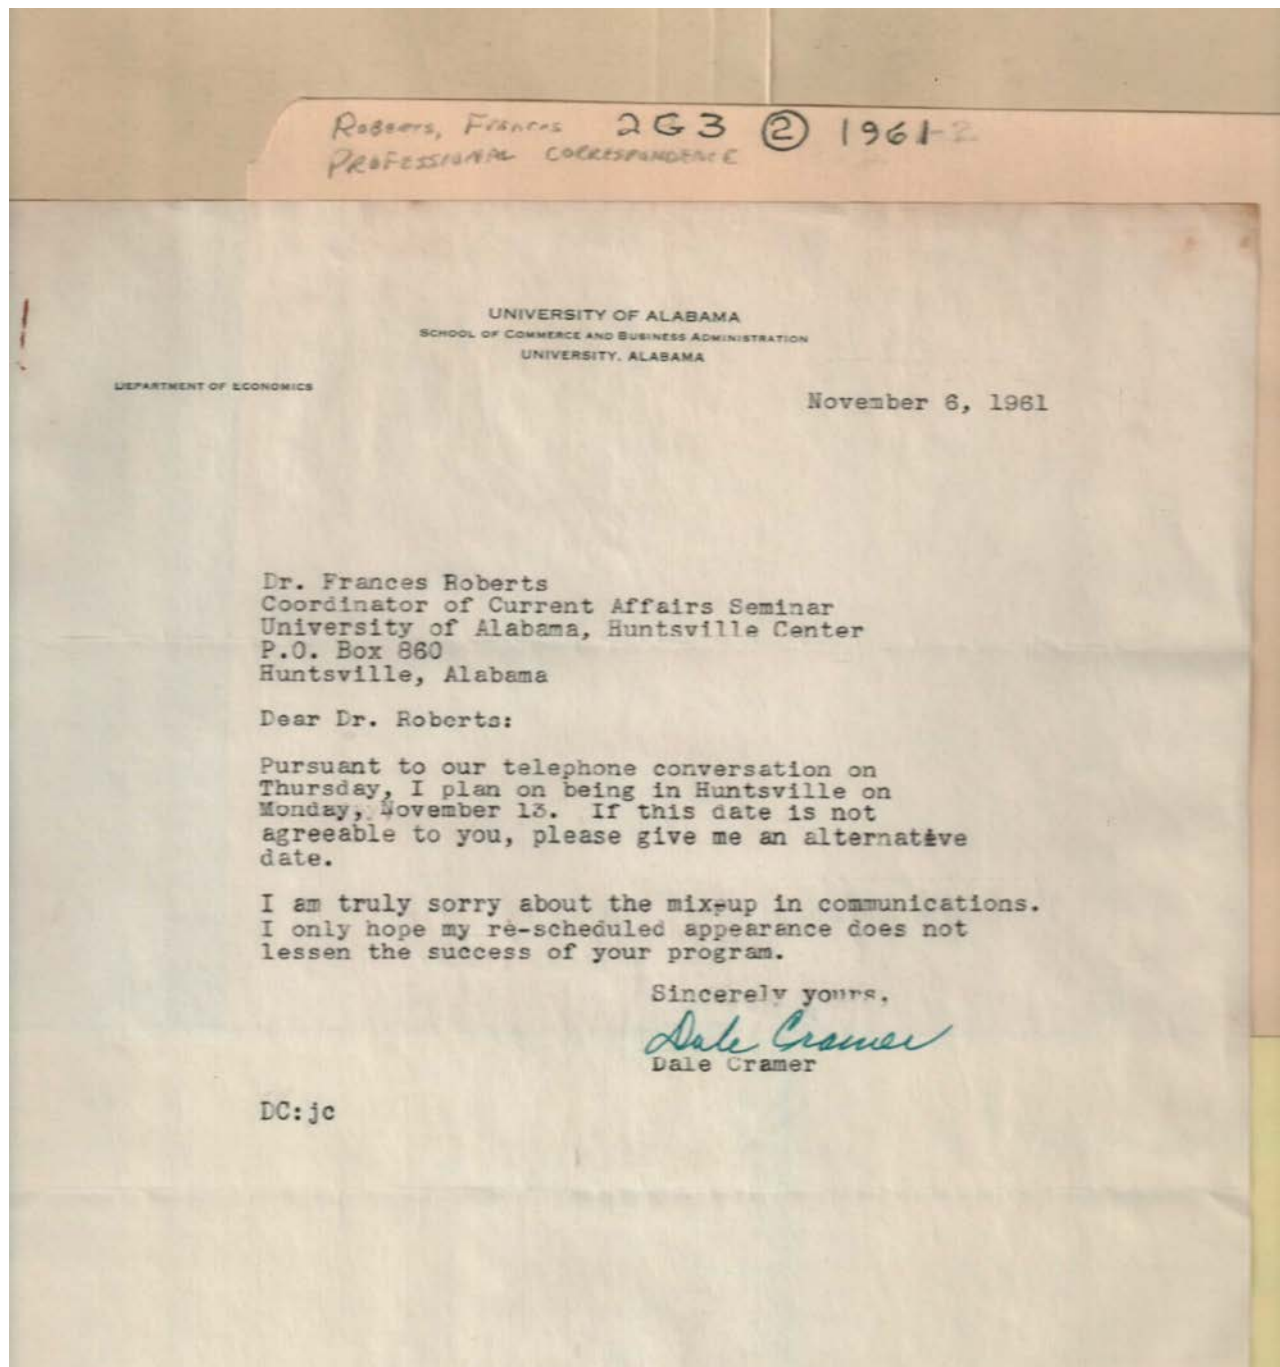 Roberts, Frances 2G3 ② 1961-2
PROFESSIONAL CORRESPONDENCE
UNIVERSITY OF ALABAMA
SCHOOL OF COMMERCE AND BUSINESS ADMINISTRATION
UNIVERSITY, ALABAMA
DEPARTMENT OF ECONOMICS
November 6, 1961
Dr. Frances Roberts
Coordinator of Current Affairs Seminar
University of Alabama, Huntsville Center
P.O. Box 860
Huntsville, Alabama
Dear Dr. Roberts:
Pursuant to our telephone conversation on
Thursday, I plan on being in Huntsville on
Monday, November 13. If this date is not
agreeable to you, please give me an alternative
date.
I am truly sorry about the mix-up in communications.
I only hope my re-scheduled appearance does not
lessen the success of your program.
Sincerely yours,
Dale Cramer
Dale Cramer
DC:jc